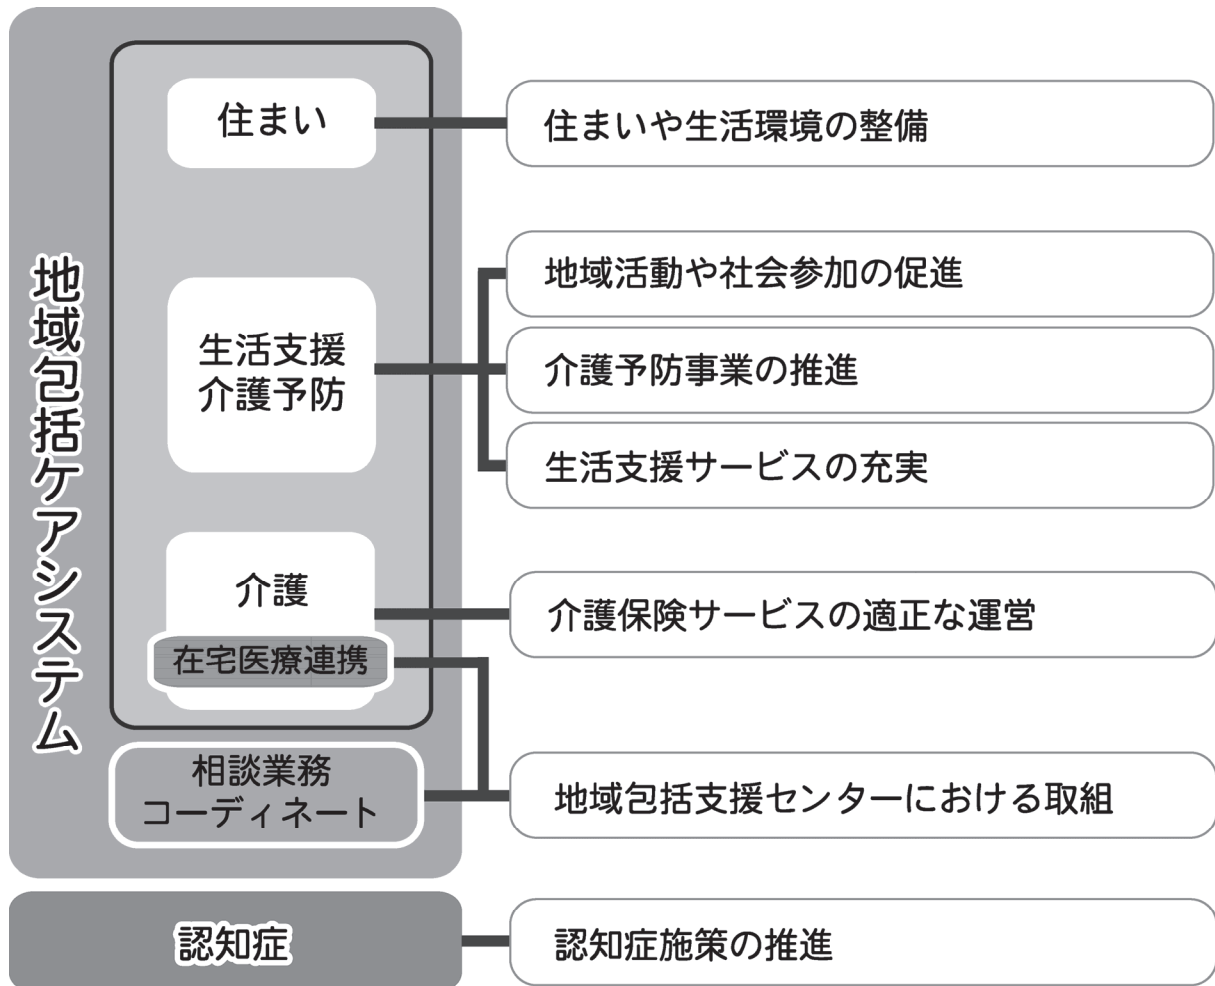 地域包括ケアシステム
住まい
住まいや生活環境の整備
生活支援
介護予防
地域活動や社会参加の促進
介護予防事業の推進
生活支援サービスの充実
介護
介護保険サービスの適正な運営
在宅医療連携
相談業務
コーディネート
地域包括支援センターにおける取組
認知症
認知症施策の推進